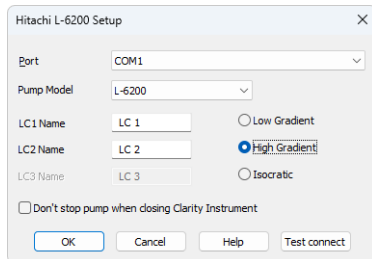 Hitachi L-6200 Setup
Port COM1
Pump Model L-6200
LC1 Name LC 1 Low Gradient
LC2 Name LC 2 High Gradient
LC3 Name LC 3 Isocratic
Don't stop pump when closing Clarity Instrument
OK Cancel Help Test connect